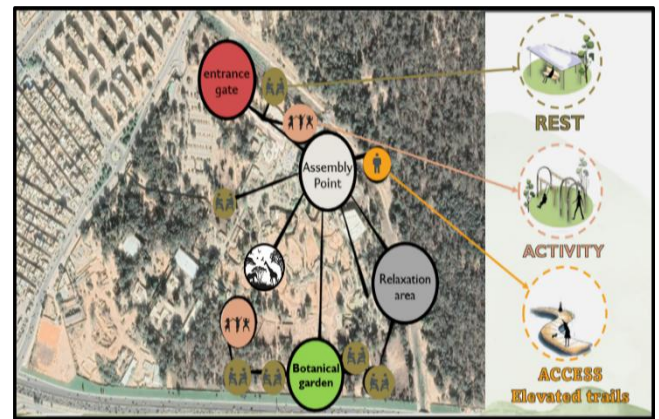 entrance
gate
Assembly
Point
Relaxation
area
Botanical
garden
REST
ACTIVITY
ACCESS
Elevated trails